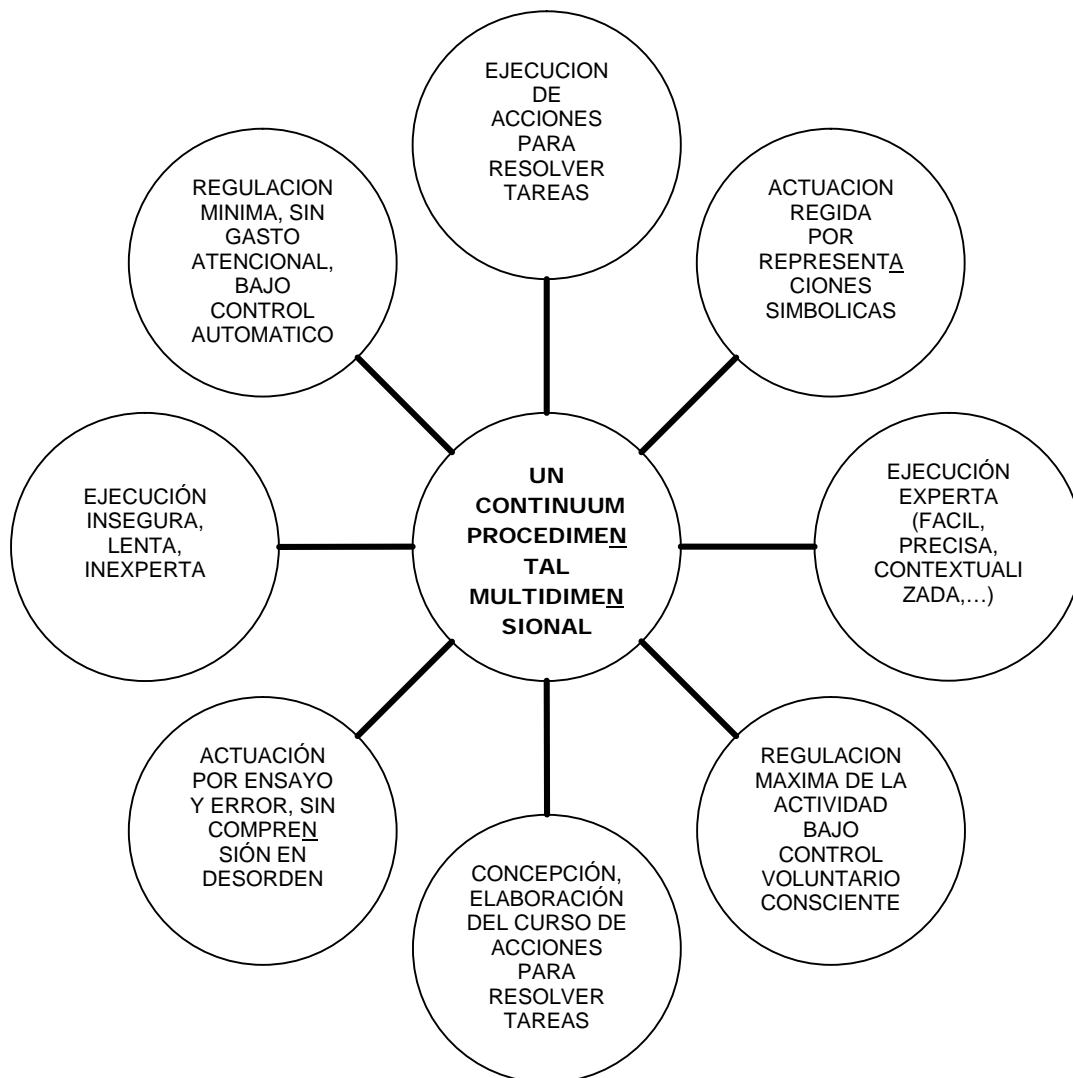 EJECUCION
DE
ACCIONES
PARA
RESOLVER
TAREAS
REGULACION
MINIMA, SIN
GASTO
ATENCIONAL,
BAJO
CONTROL
AUTOMATICO
ACTUACION
REGIDA
POR
REPRESENTA
CIONES
SIMBOLICAS
EJECUCIÓN
INSEGURA,
LENTA,
INEXPERTA
UN
CONTINUUM
PROCEDIMEN
TAL
MULTIDIMEN
SIONAL
EJECUCIÓN
EXPERTA
(FACIL,
PRECISA,
CONTEXTUALI
ZADA,…)
ACTUACIÓN
POR ENSAYO
Y ERROR, SIN
COMPREN
SIÓN EN
DESORDEN
CONCEPCIÓN,
ELABORACIÓN
DEL CURSO DE
ACCIONES
PARA
RESOLVER
TAREAS
REGULACION
MAXIMA DE LA
ACTIVIDAD
BAJO
CONTROL
VOLUNTARIO
CONSCIENTE